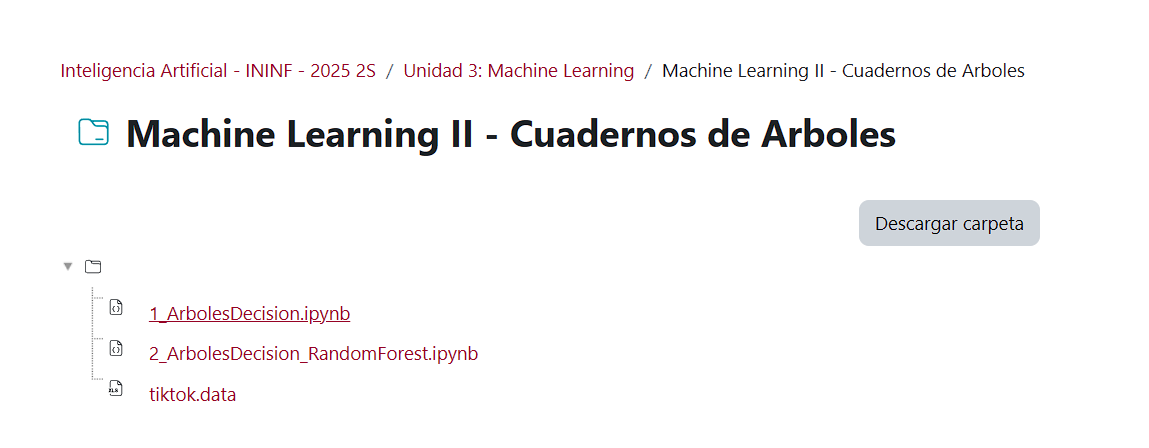 Inteligencia Artificial - ININF - 2025 2S / Unidad 3: Machine Learning / Machine Learning II - Cuadernos de Arboles
Machine Learning II - Cuadernos de Arboles
Descargar carpeta
1_ArbolesDecision.ipynb
2_ArbolesDecision_RandomForest.ipynb
XLS
tiktok.data